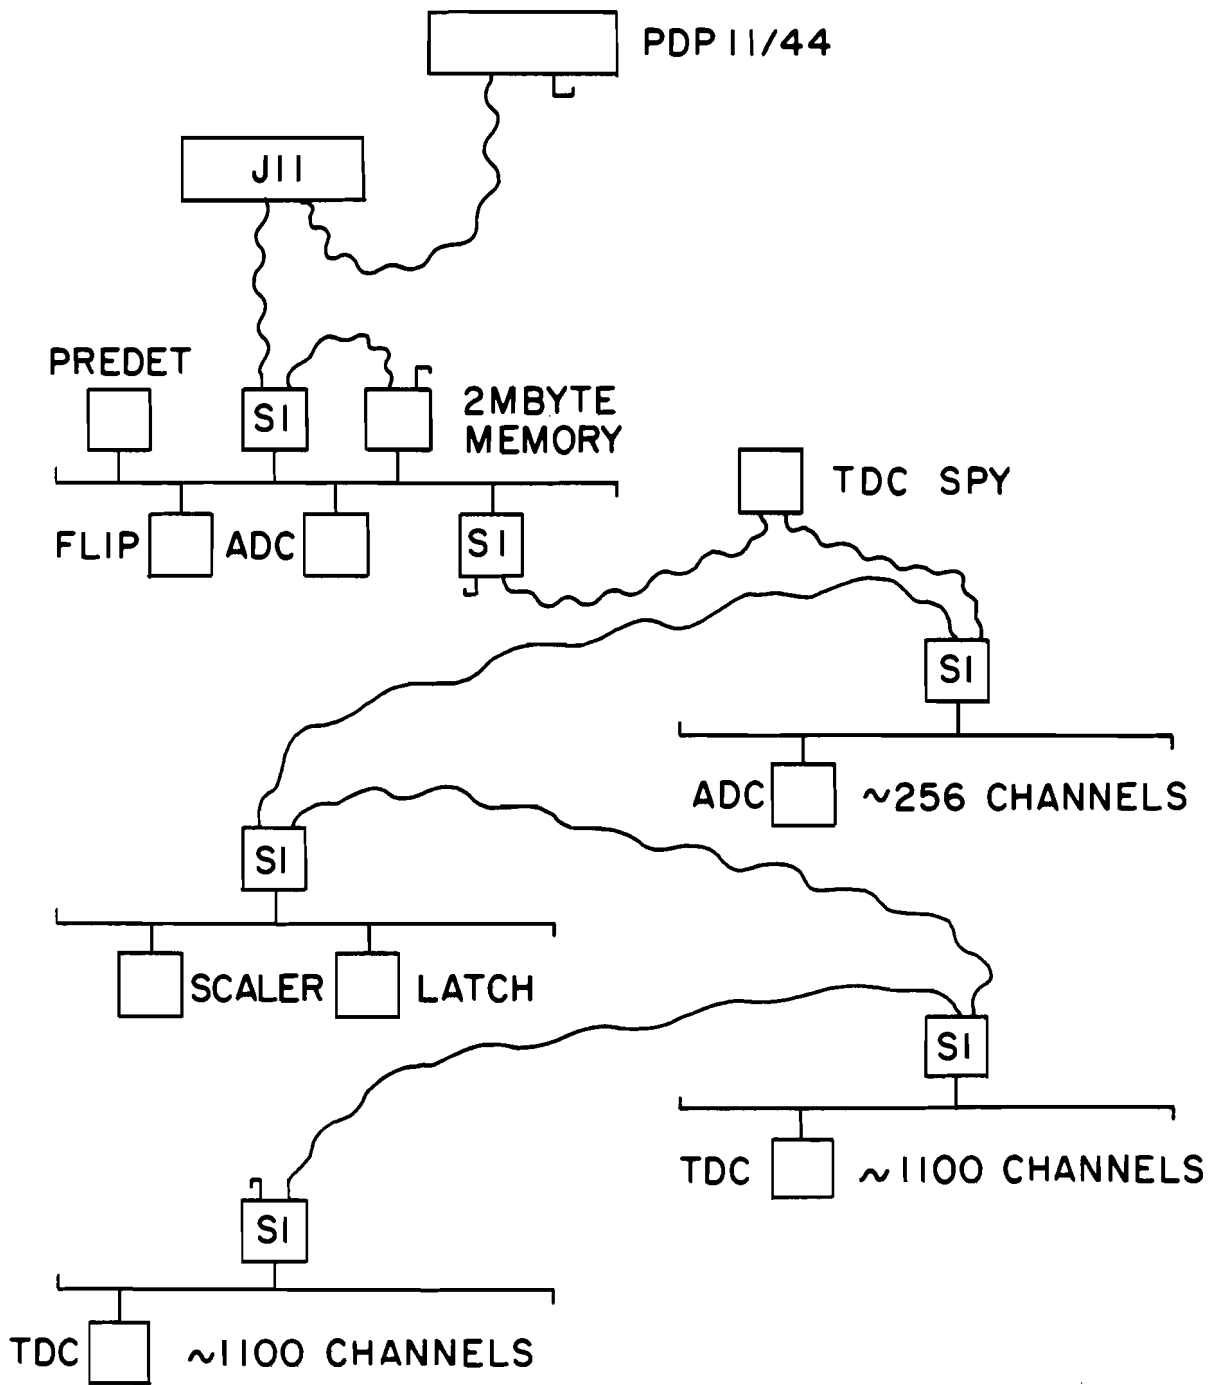 PDP 11/44
J11
PREDET
SI
2MBYTE
MEMORY
TDC SPY
FLIP
ADC
SI
SI
ADC
~256 CHANNELS
SI
SCALER
LATCH
SI
TDC
~1100 CHANNELS
SI
TDC
~1100 CHANNELS